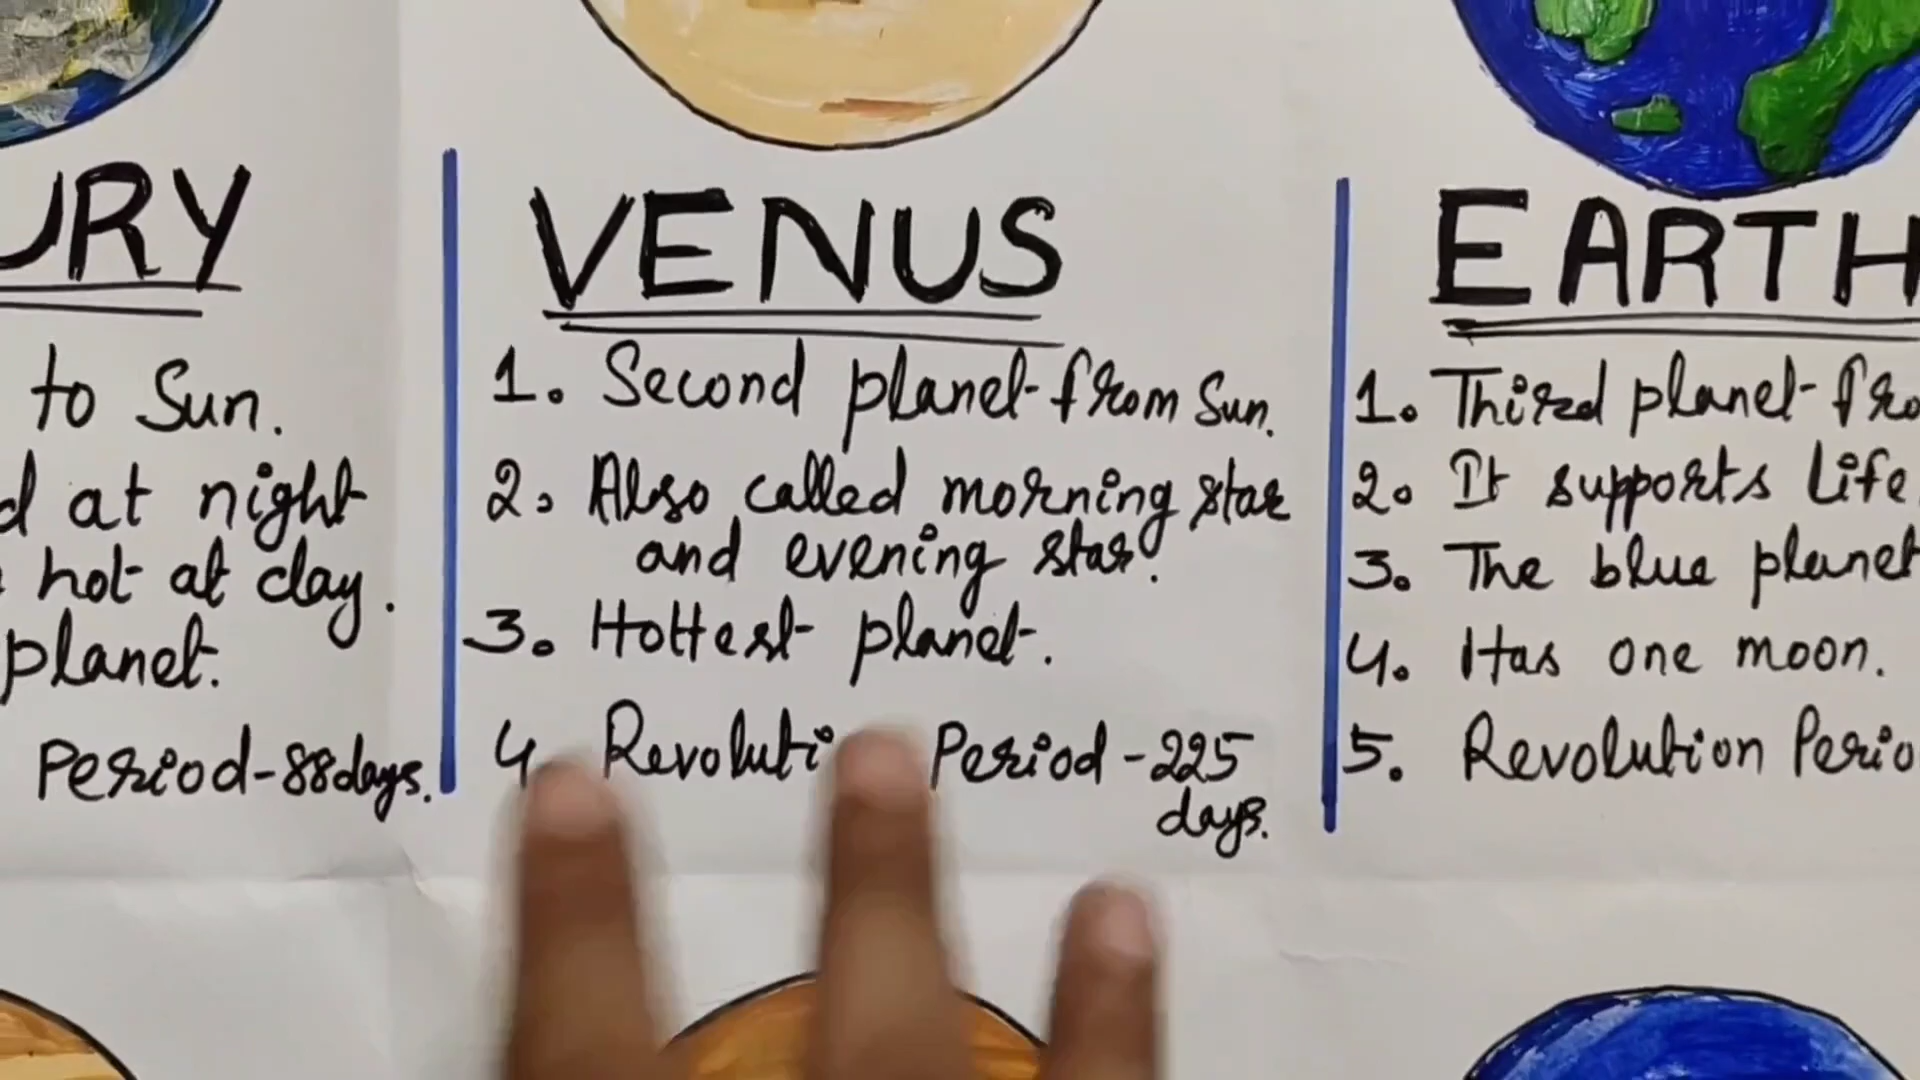 URY
to Sun.
d at night
hot at day.
planet.
Period-88days.
VENUS
1. Second planet from Sun.
2. Also called morning star
and evening star.
3. Hottest planet.
4 Revoluti Period - 225
days.
EARTH
1. Third planet fro
2. It supports life
3. The blue planet
4. Has one moon.
5. Revolution Perio